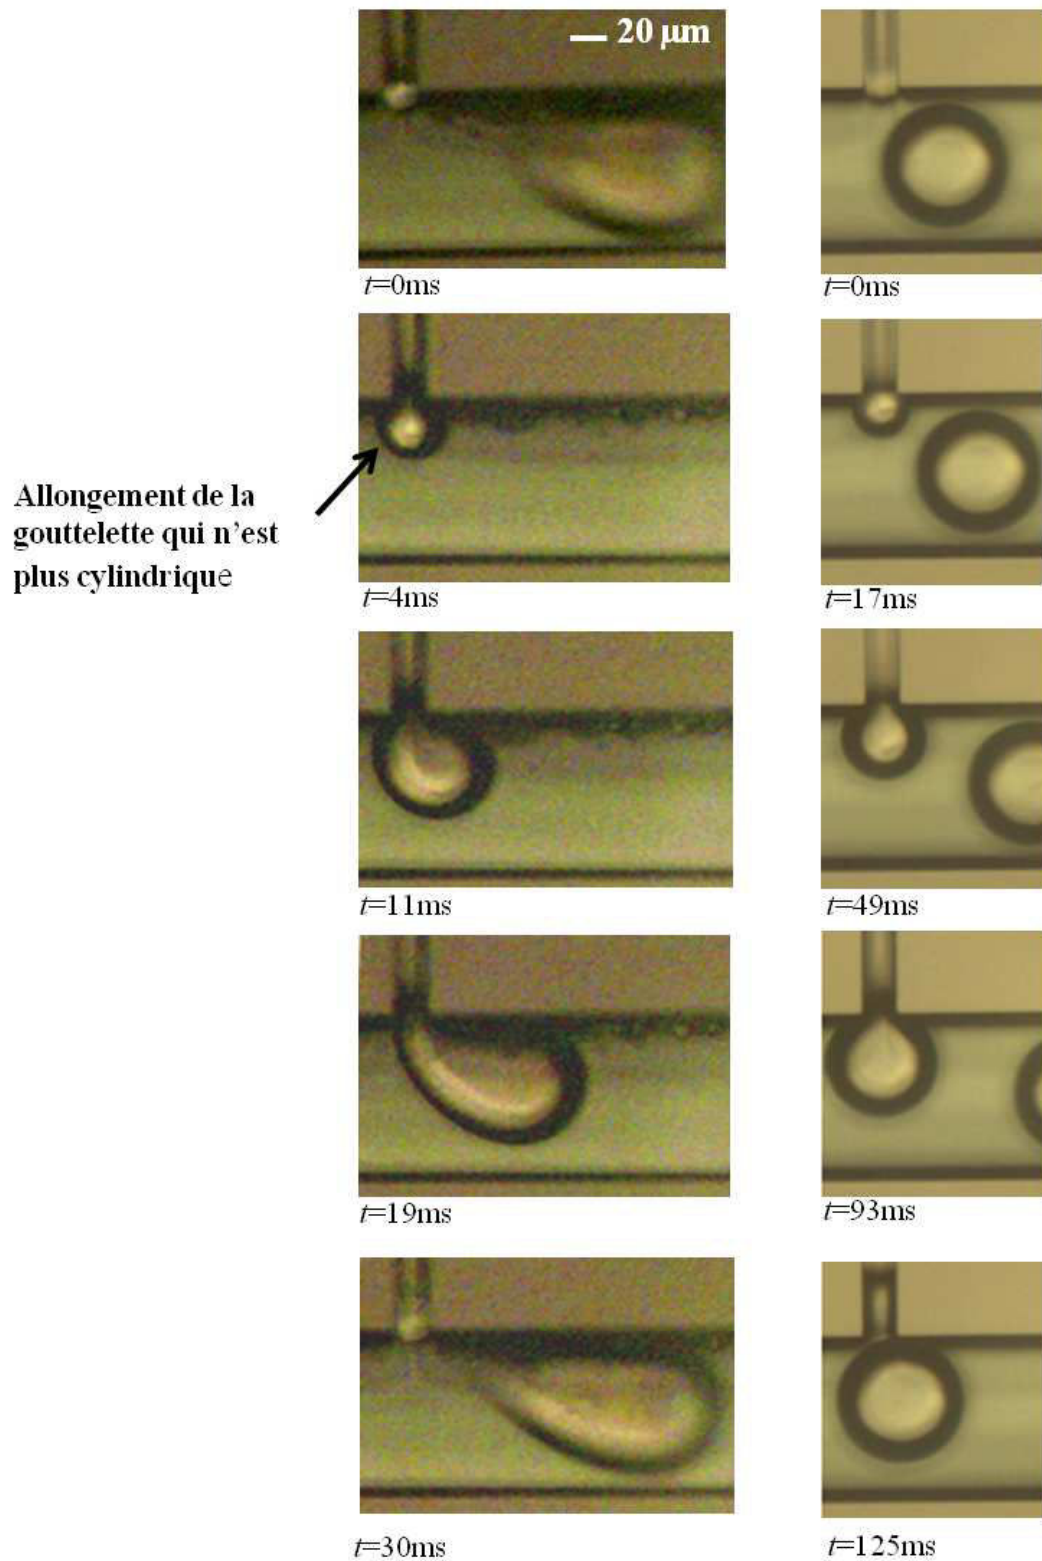 20 µm
t=0ms
t=0ms
Allongement de la
gouttelette qui n’est
plus cylindrique
t=4ms
t=17ms
t=11ms
t=49ms
t=19ms
t=93ms
t=30ms
t=125ms